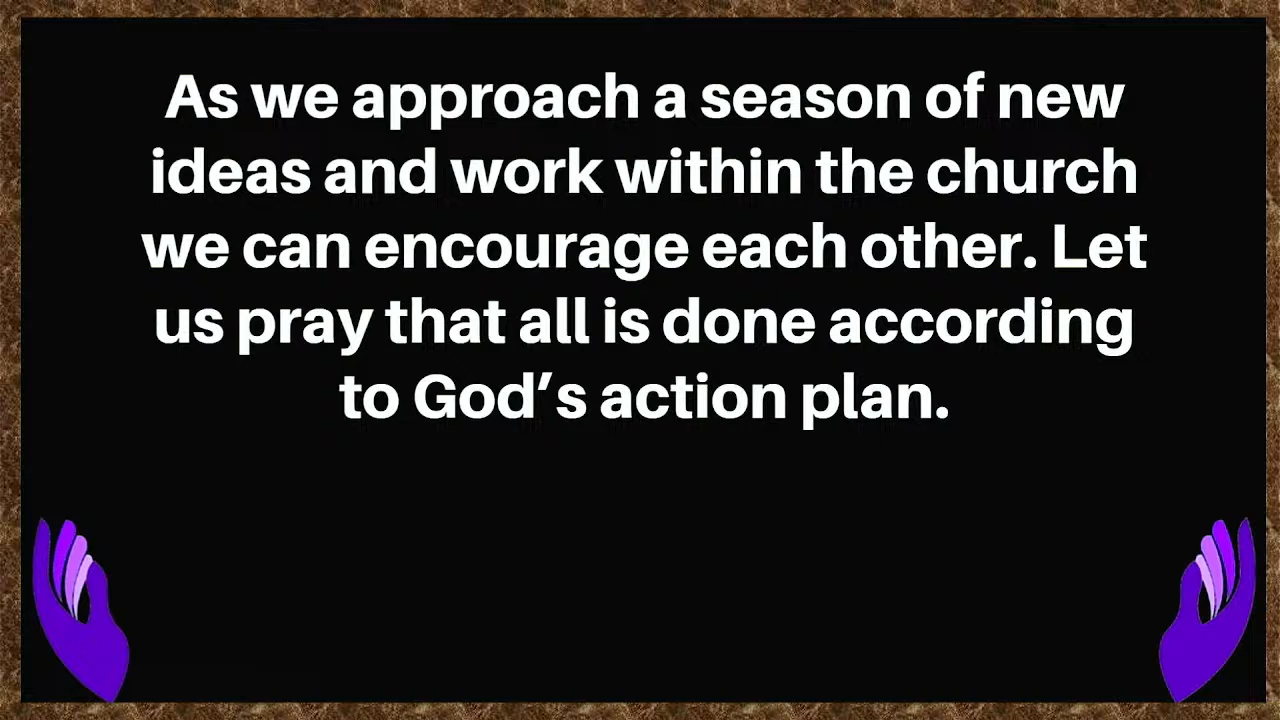 As we approach a season of new
ideas and work within the church
we can encourage each other. Let
us pray that all is done according
to God’s action plan.